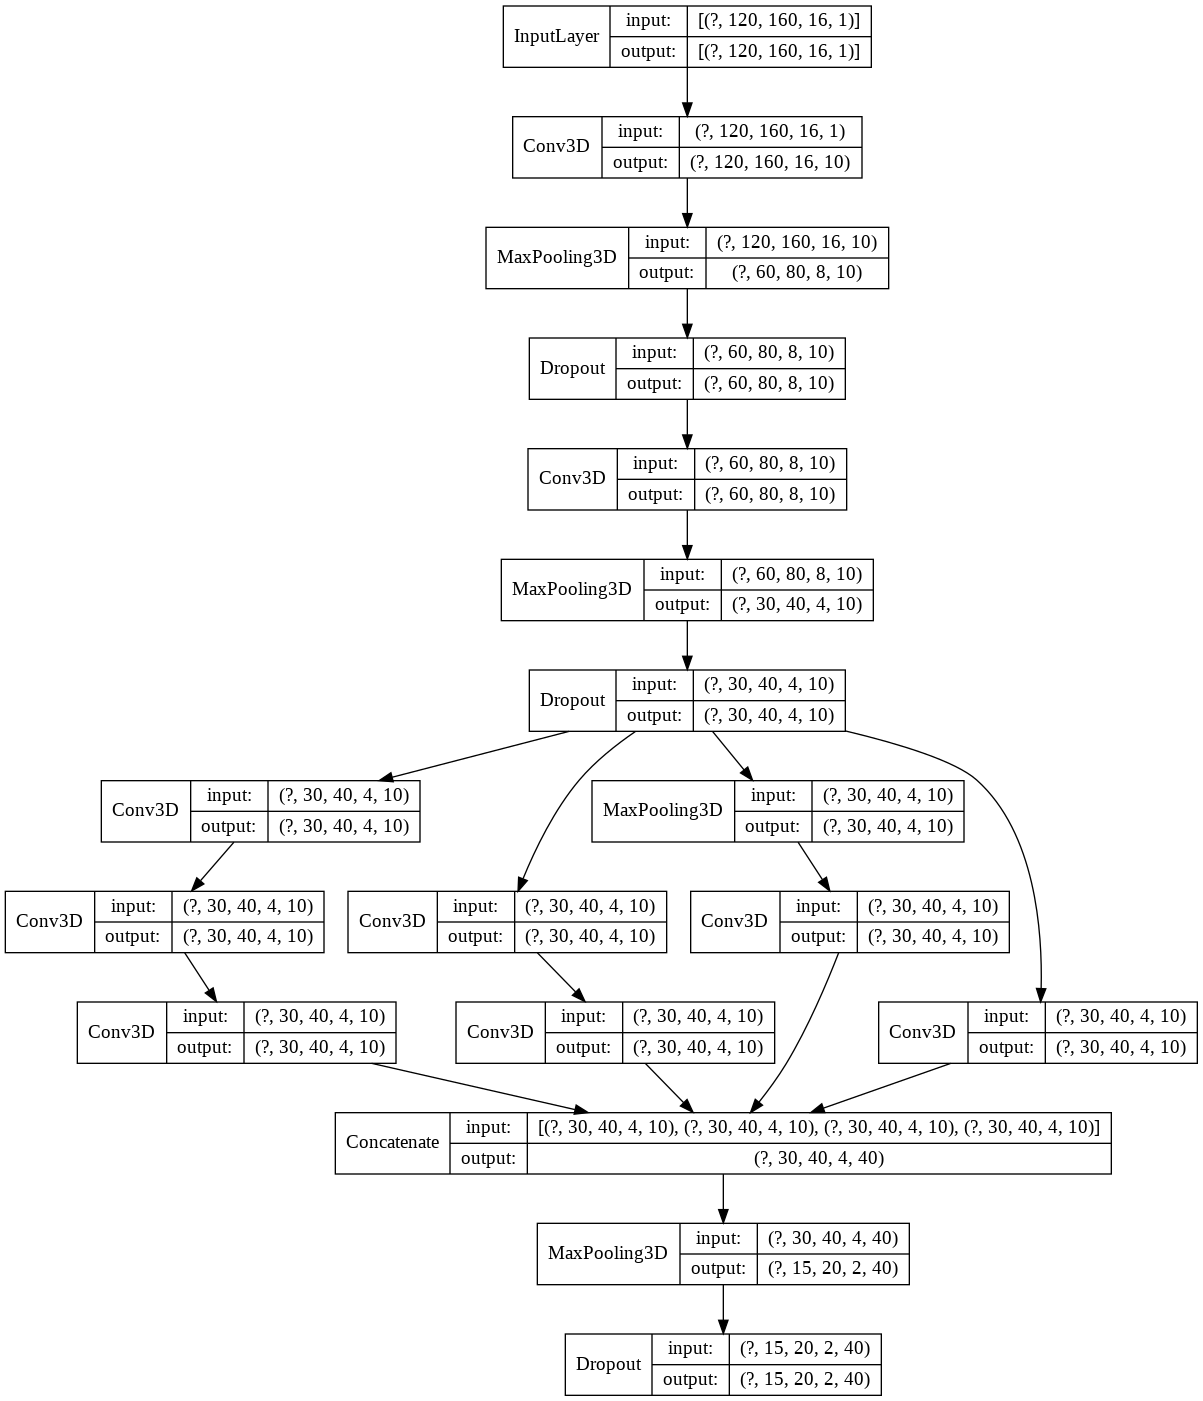 InputLayer input: [(?, 120, 160, 16, 1)]
output: [(?, 120, 160, 16, 1)]
Conv3D input: (?, 120, 160, 16, 1)
output: (?, 120, 160, 16, 10)
MaxPooling3D input: (?, 120, 160, 16, 10)
output: (?, 60, 80, 8, 10)
Dropout input: (?, 60, 80, 8, 10)
output: (?, 60, 80, 8, 10)
Conv3D input: (?, 60, 80, 8, 10)
output: (?, 60, 80, 8, 10)
MaxPooling3D input: (?, 60, 80, 8, 10)
output: (?, 30, 40, 4, 10)
Dropout input: (?, 30, 40, 4, 10)
output: (?, 30, 40, 4, 10)
Conv3D input: (?, 30, 40, 4, 10)
output: (?, 30, 40, 4, 10)
MaxPooling3D input: (?, 30, 40, 4, 10)
output: (?, 30, 40, 4, 10)
Conv3D input: (?, 30, 40, 4, 10)
output: (?, 30, 40, 4, 10)
Conv3D input: (?, 30, 40, 4, 10)
output: (?, 30, 40, 4, 10)
Conv3D input: (?, 30, 40, 4, 10)
output: (?, 30, 40, 4, 10)
Conv3D input: (?, 30, 40, 4, 10)
output: (?, 30, 40, 4, 10)
Conv3D input: (?, 30, 40, 4, 10)
output: (?, 30, 40, 4, 10)
Conv3D input: (?, 30, 40, 4, 10)
output: (?, 30, 40, 4, 10)
Concatenate input: [(?, 30, 40, 4, 10), (?, 30, 40, 4, 10), (?, 30, 40, 4, 10), (?, 30, 40, 4, 10)]
output: (?, 30, 40, 4, 40)
MaxPooling3D input: (?, 30, 40, 4, 40)
output: (?, 15, 20, 2, 40)
Dropout input: (?, 15, 20, 2, 40)
output: (?, 15, 20, 2, 40)